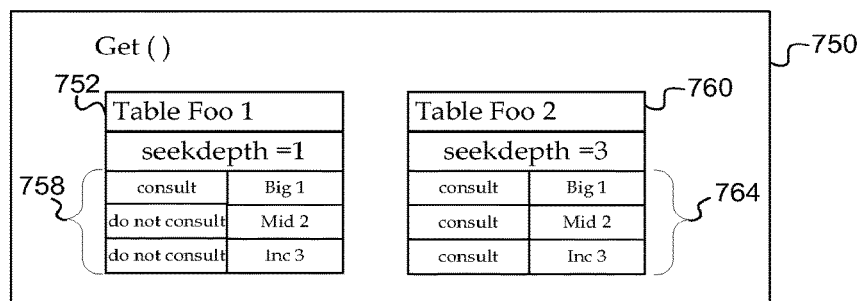 Get ( )
750
752
760
Table Foo 1
Table Foo 2
seekdepth =1
seekdepth =3
758
764
consult Big 1
consult Big 1
do not consult Mid 2
consult Mid 2
do not consult Inc 3
consult Inc 3